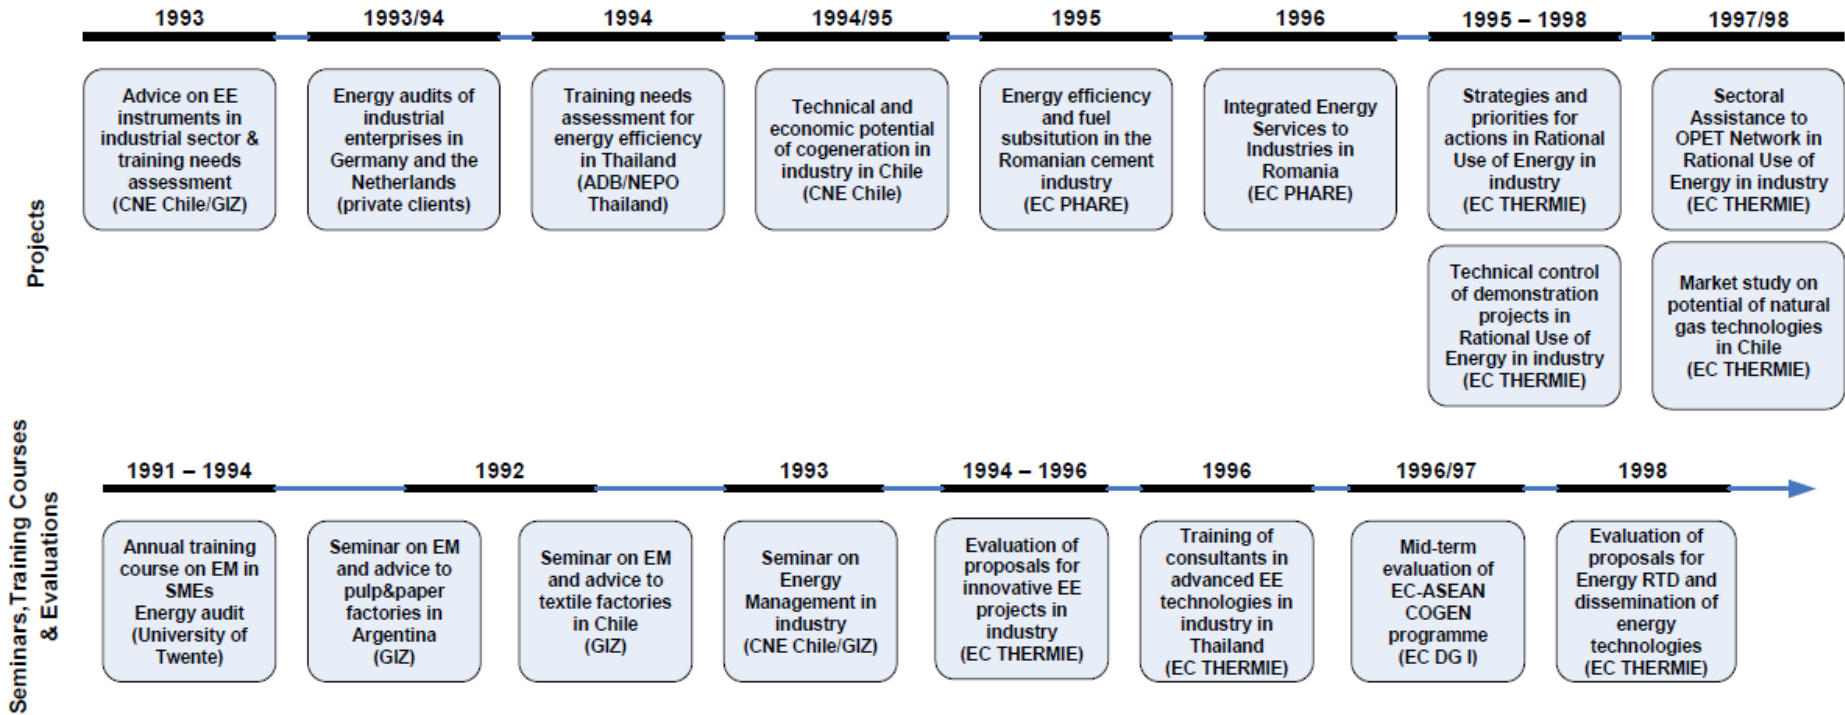 1993
1993/94
1994
1994/95
1995
1996
1995 – 1998
1997/98
Projects
Advice on EE
instruments in
industrial sector &
training needs
assessment
(CNE Chile/GIZ)
Energy audits of
industrial
enterprises in
Germany and the
Netherlands
(private clients)
Training needs
assessment for
energy efficiency
in Thailand
(ADB/NEPO
Thailand)
Technical and
economic potential
of cogeneration in
industry in Chile
(CNE Chile)
Energy efficiency
and fuel
subsitution in the
Romanian cement
industry
(EC PHARE)
Integrated Energy
Services to
Industries in
Romania
(EC PHARE)
Strategies and
priorities for
actions in Rational
Use of Energy in
industry
(EC THERMIE)
Sectoral
Assistance to
OPET Network in
Rational Use of
Energy in industry
(EC THERMIE)
Technical control
of demonstration
projects in
Rational Use of
Energy in industry
(EC THERMIE)
Market study on
potential of natural
gas technologies
in Chile
(EC THERMIE)
Seminars,Training Courses
& Evaluations
1991 – 1994
1992
1993
1994 – 1996
1996
1996/97
1998
Annual training
course on EM in
SMEs
Energy audit
(University of
Twente)
Seminar on EM
and advice to
pulp&paper
factories in
Argentina
(GIZ)
Seminar on EM
and advice to
textile factories
in Chile
(GIZ)
Seminar on
Energy
Management in
industry
(CNE Chile/GIZ)
Evaluation of
proposals for
innovative EE
projects in
industry
(EC THERMIE)
Training of
consultants in
advanced EE
technologies in
industry in
Thailand
(EC THERMIE)
Mid-term
evaluation of
EC-ASEAN
COGEN
programme
(EC DG I)
Evaluation of
proposals for
Energy RTD and
dissemination of
energy
technologies
(EC THERMIE)